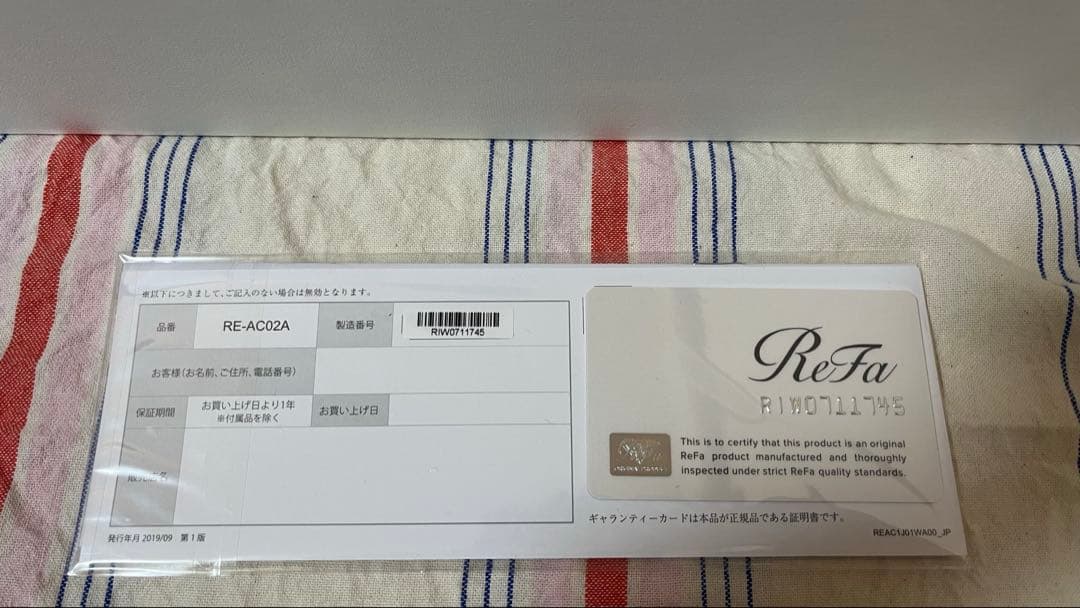 ※以下につきまして、ご記入のない場合は無効となります。
品番
RE-AC02A
製造番号
RIW0711745
お客様(お名前、ご住所、電話番号)
保証期間
お買い上げ日より1年
※付属品を除く
お買い上げ日
販売店名
発行年月 2019/09 第1版
ReFa
RIW0711745
This is to certify that this product is an original
ReFa product manufactured and thoroughly
inspected under strict ReFa quality standards.
ギャランティーカードは本品が正規品である証明書です。
REAC1J01WA00_JP